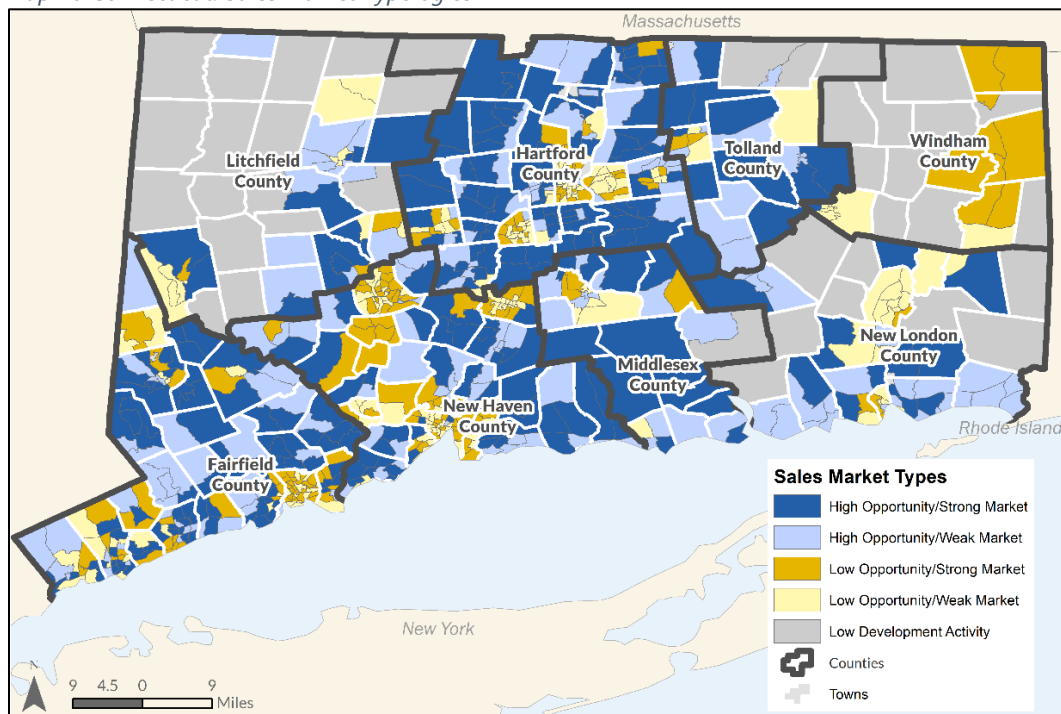 Massachusetts
Litchfield
County
Hartford
County
Tolland
County
Windham
County
New London
County
Middlesex
County
New Haven
County
Fairfield
County
Rhode Island
New York
Sales Market Types
High Opportunity/Strong Market
High Opportunity/Weak Market
Low Opportunity/Strong Market
Low Opportunity/Weak Market
Low Development Activity
Counties
Towns
N
9 4.5 0 9
Miles